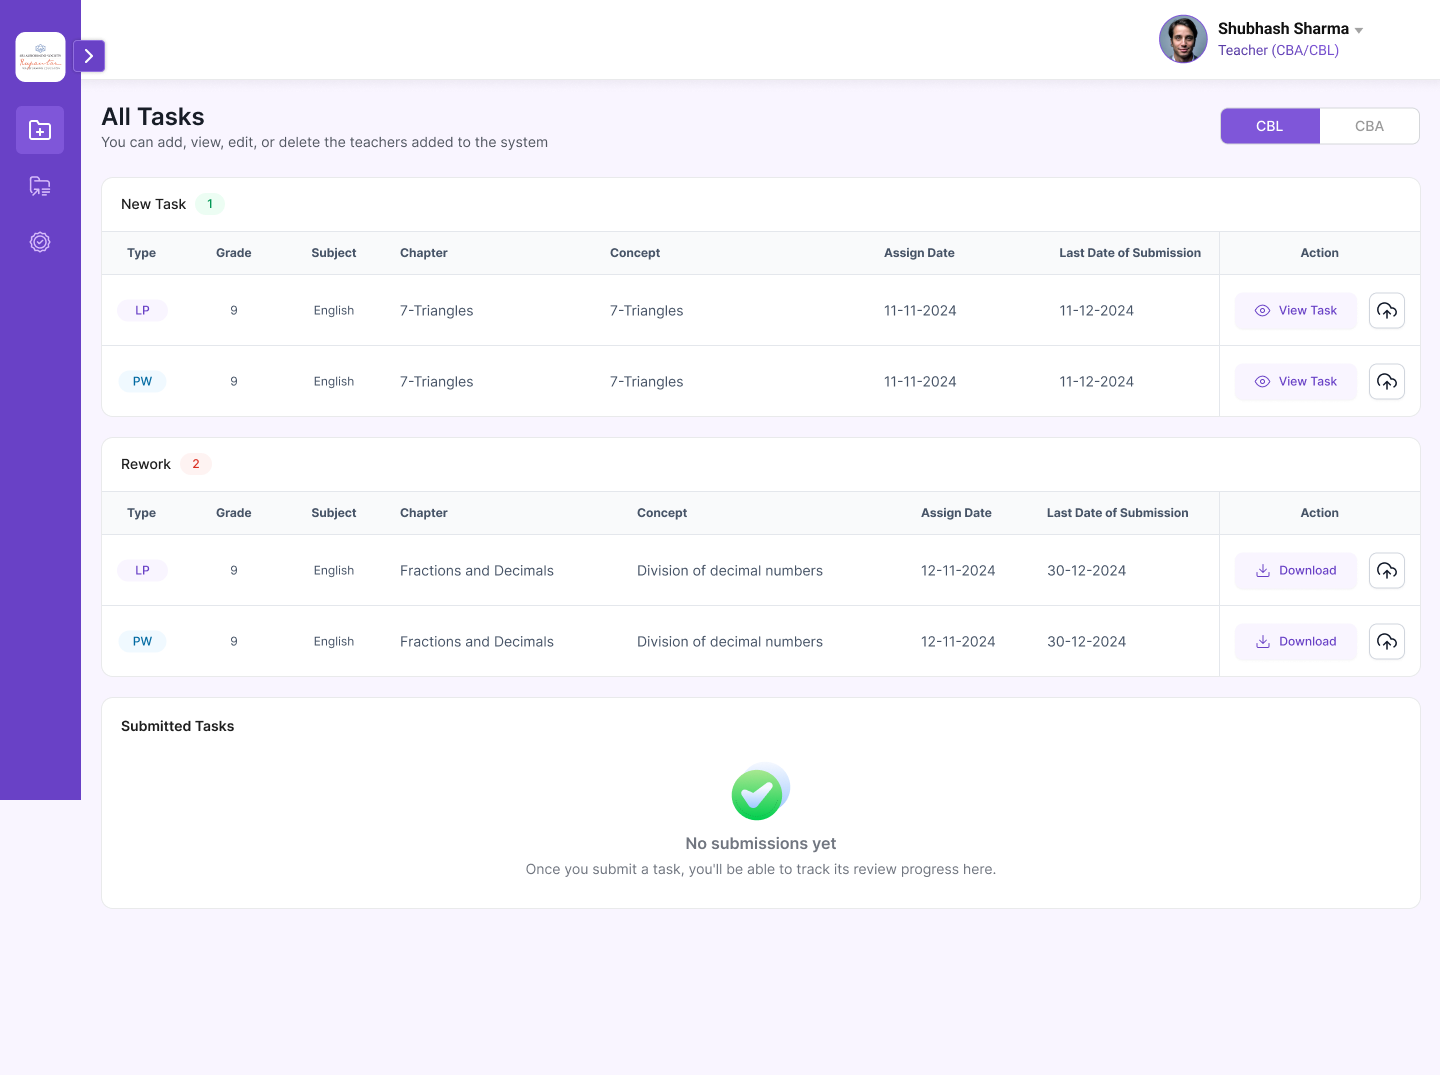 Shubhash Sharma
Teacher (CBA/CBL)
All Tasks
You can add, view, edit, or delete the teachers added to the system
CBL CBA
New Task 1
Type Grade Subject Chapter Concept Assign Date Last Date of Submission Action
LP 9 English 7-Triangles 7-Triangles 11-11-2024 11-12-2024 View Task
PW 9 English 7-Triangles 7-Triangles 11-11-2024 11-12-2024 View Task
Rework 2
Type Grade Subject Chapter Concept Assign Date Last Date of Submission Action
LP 9 English Fractions and Decimals Division of decimal numbers 12-11-2024 30-12-2024 Download
PW 9 English Fractions and Decimals Division of decimal numbers 12-11-2024 30-12-2024 Download
Submitted Tasks
No submissions yet
Once you submit a task, you'll be able to track its review progress here.